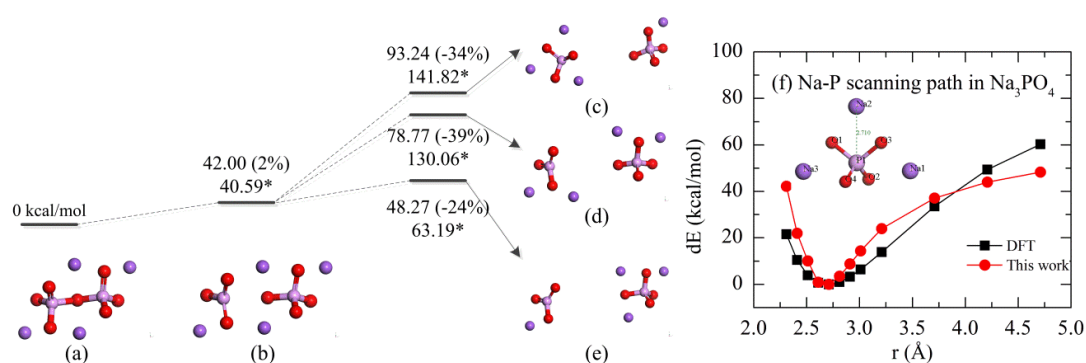 93.24 (-34%)
141.82*
(c)
78.77 (-39%)
130.06*
(d)
42.00 (2%)
40.59*
0 kcal/mol
48.27 (-24%)
63.19*
(a)
(b)
(e)
(f) Na-P scanning path in Na₃PO₄
Na2
2.710
O1
O3
P1
Na3
Na1
O4
O2
DFT
This work
dE (kcal/mol)
100
80
60
40
20
0
2.0 2.5 3.0 3.5 4.0 4.5 5.0
r (Å)